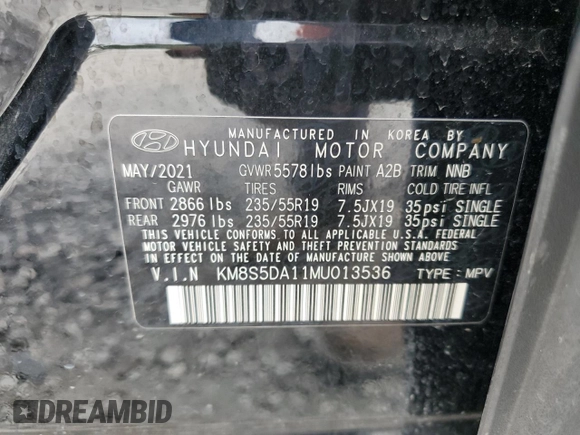 MANUFACTURED IN KOREA BY
HYUNDAI MOTOR COMPANY
MAY/2021 GVWR 5578lbs PAINT A2B TRIM NNB
GAWR TIRES RIMS COLD TIRE INFL
FRONT 2866 lbs 235/55R19 7.5JX19 35psi SINGLE
REAR 2976 lbs 235/55R19 7.5JX19 35psi SINGLE
THIS VEHICLE CONFORMS TO ALL APPLICABLE U.S.A. FEDERAL
MOTOR VEHICLE SAFETY AND THEFT PREVENTION STANDARDS
IN EFFECT ON THE DATE OF MANUFACTURE SHOWN ABOVE.
V.I.N KM8S5DA11MU013536 TYPE : MPV
DREAMBID